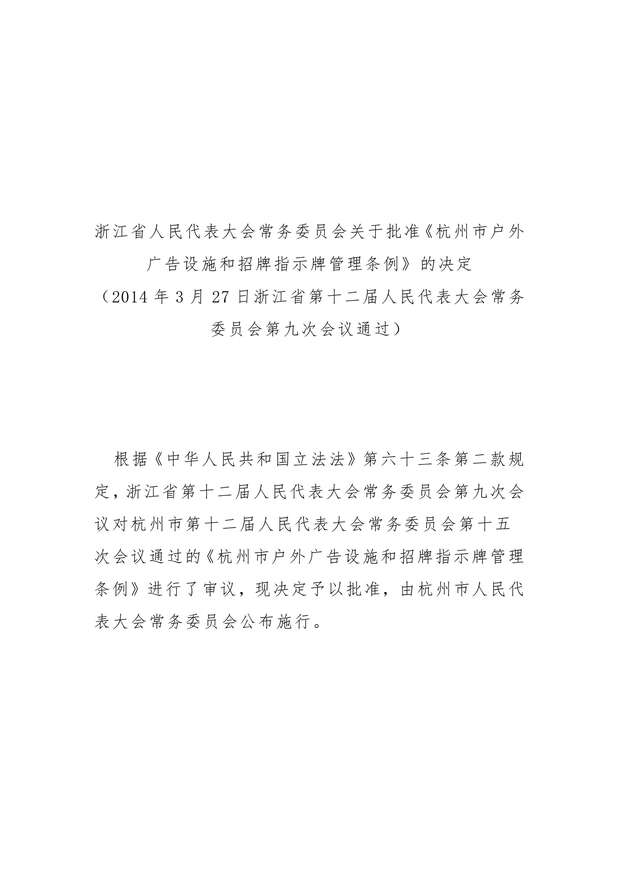 浙江省人民代表大会常务委员会关于批准《杭州市户外
广告设施和招牌指示牌管理条例》的决定
（2014 年 3 月 27 日浙江省第十二届人民代表大会常务
委员会第九次会议通过）
根据《中华人民共和国立法法》第六十三条第二款规
定，浙江省第十二届人民代表大会常务委员会第九次会
议对杭州市第十二届人民代表大会常务委员会第十五
次会议通过的《杭州市户外广告设施和招牌指示牌管理
条例》进行了审议，现决定予以批准，由杭州市人民代
表大会常务委员会公布施行。